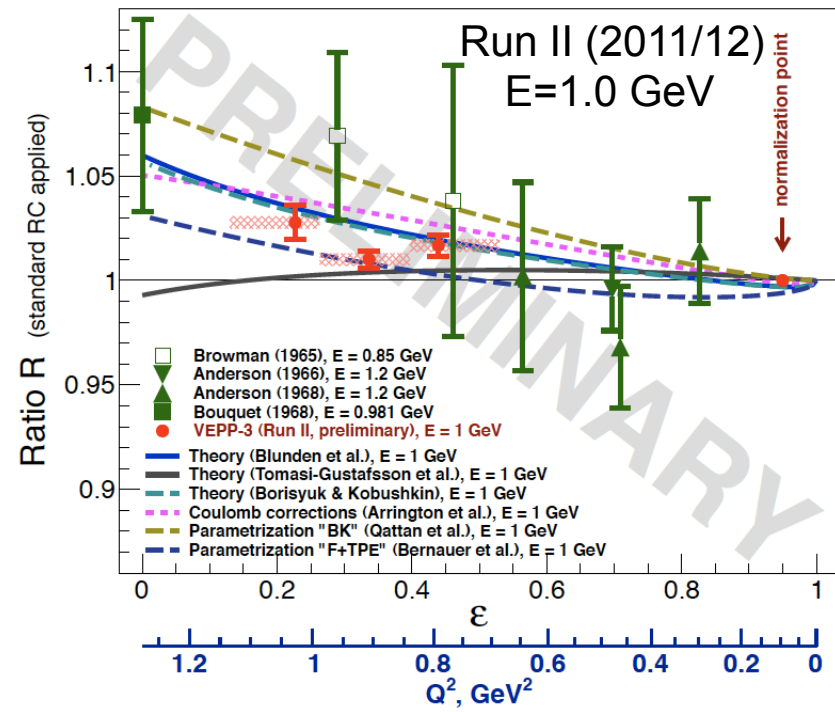 Run II (2011/12)
E=1.0 GeV
PRELIMINARY
normalization point
Ratio R (standard RC applied)
1.1
1.05
1
0.95
0.9
Browman (1965), E = 0.85 GeV
Anderson (1966), E = 1.2 GeV
Anderson (1968), E = 1.2 GeV
Bouquet (1968), E = 0.981 GeV
VEPP-3 (Run II, preliminary), E = 1 GeV
Theory (Blunden et al.), E = 1 GeV
Theory (Tomasi-Gustafsson et al.), E = 1 GeV
Theory (Borisyuk & Kobushkin), E = 1 GeV
Coulomb corrections (Arrington et al.), E = 1 GeV
Parametrization "BK" (Qattan et al.), E = 1 GeV
Parametrization "F+TPE" (Bernauer et al.), E = 1 GeV
0 0.2 0.4 0.6 0.8 1
ε
1.2 1 0.8 0.6 0.4 0.2 0
Q², GeV²